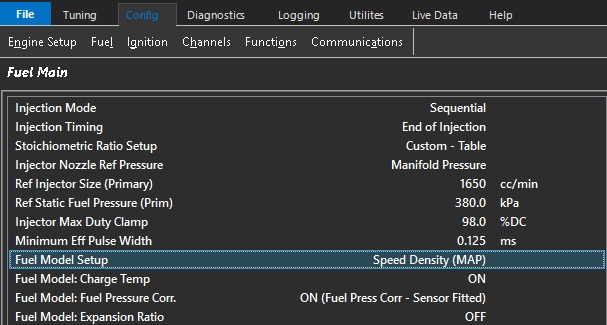 File Tuning Config Diagnostics Logging Utilites Live Data Help
Engine Setup Fuel Ignition Channels Functions Communications
Fuel Main
Injection Mode Sequential
Injection Timing End of Injection
Stoichiometric Ratio Setup Custom - Table
Injector Nozzle Ref Pressure Manifold Pressure
Ref Injector Size (Primary) 1650 cc/min
Ref Static Fuel Pressure (Prim) 380.0 kPa
Injector Max Duty Clamp 98.0 %DC
Minimum Eff Pulse Width 0.125 ms
Fuel Model Setup Speed Density (MAP)
Fuel Model: Charge Temp ON
Fuel Model: Fuel Pressure Corr. ON (Fuel Press Corr - Sensor Fitted)
Fuel Model: Expansion Ratio OFF